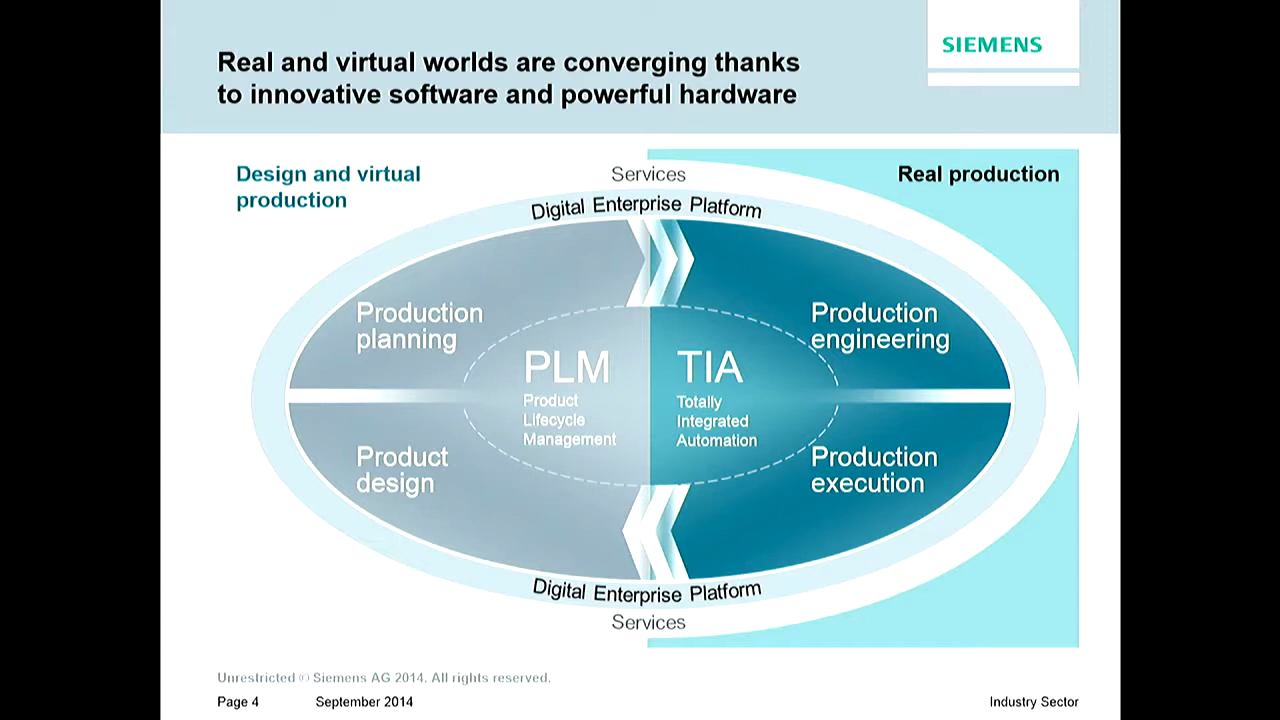 Real and virtual worlds are converging thanks
to innovative software and powerful hardware
SIEMENS
Design and virtual
production
Services
Real production
Digital Enterprise Platform
Production
planning
Production
engineering
PLM
Product
Lifecycle
Management
TIA
Totally
Integrated
Automation
Product
design
Production
execution
Digital Enterprise Platform
Services
Unrestricted © Siemens AG 2014. All rights reserved.
Page 4
September 2014
Industry Sector